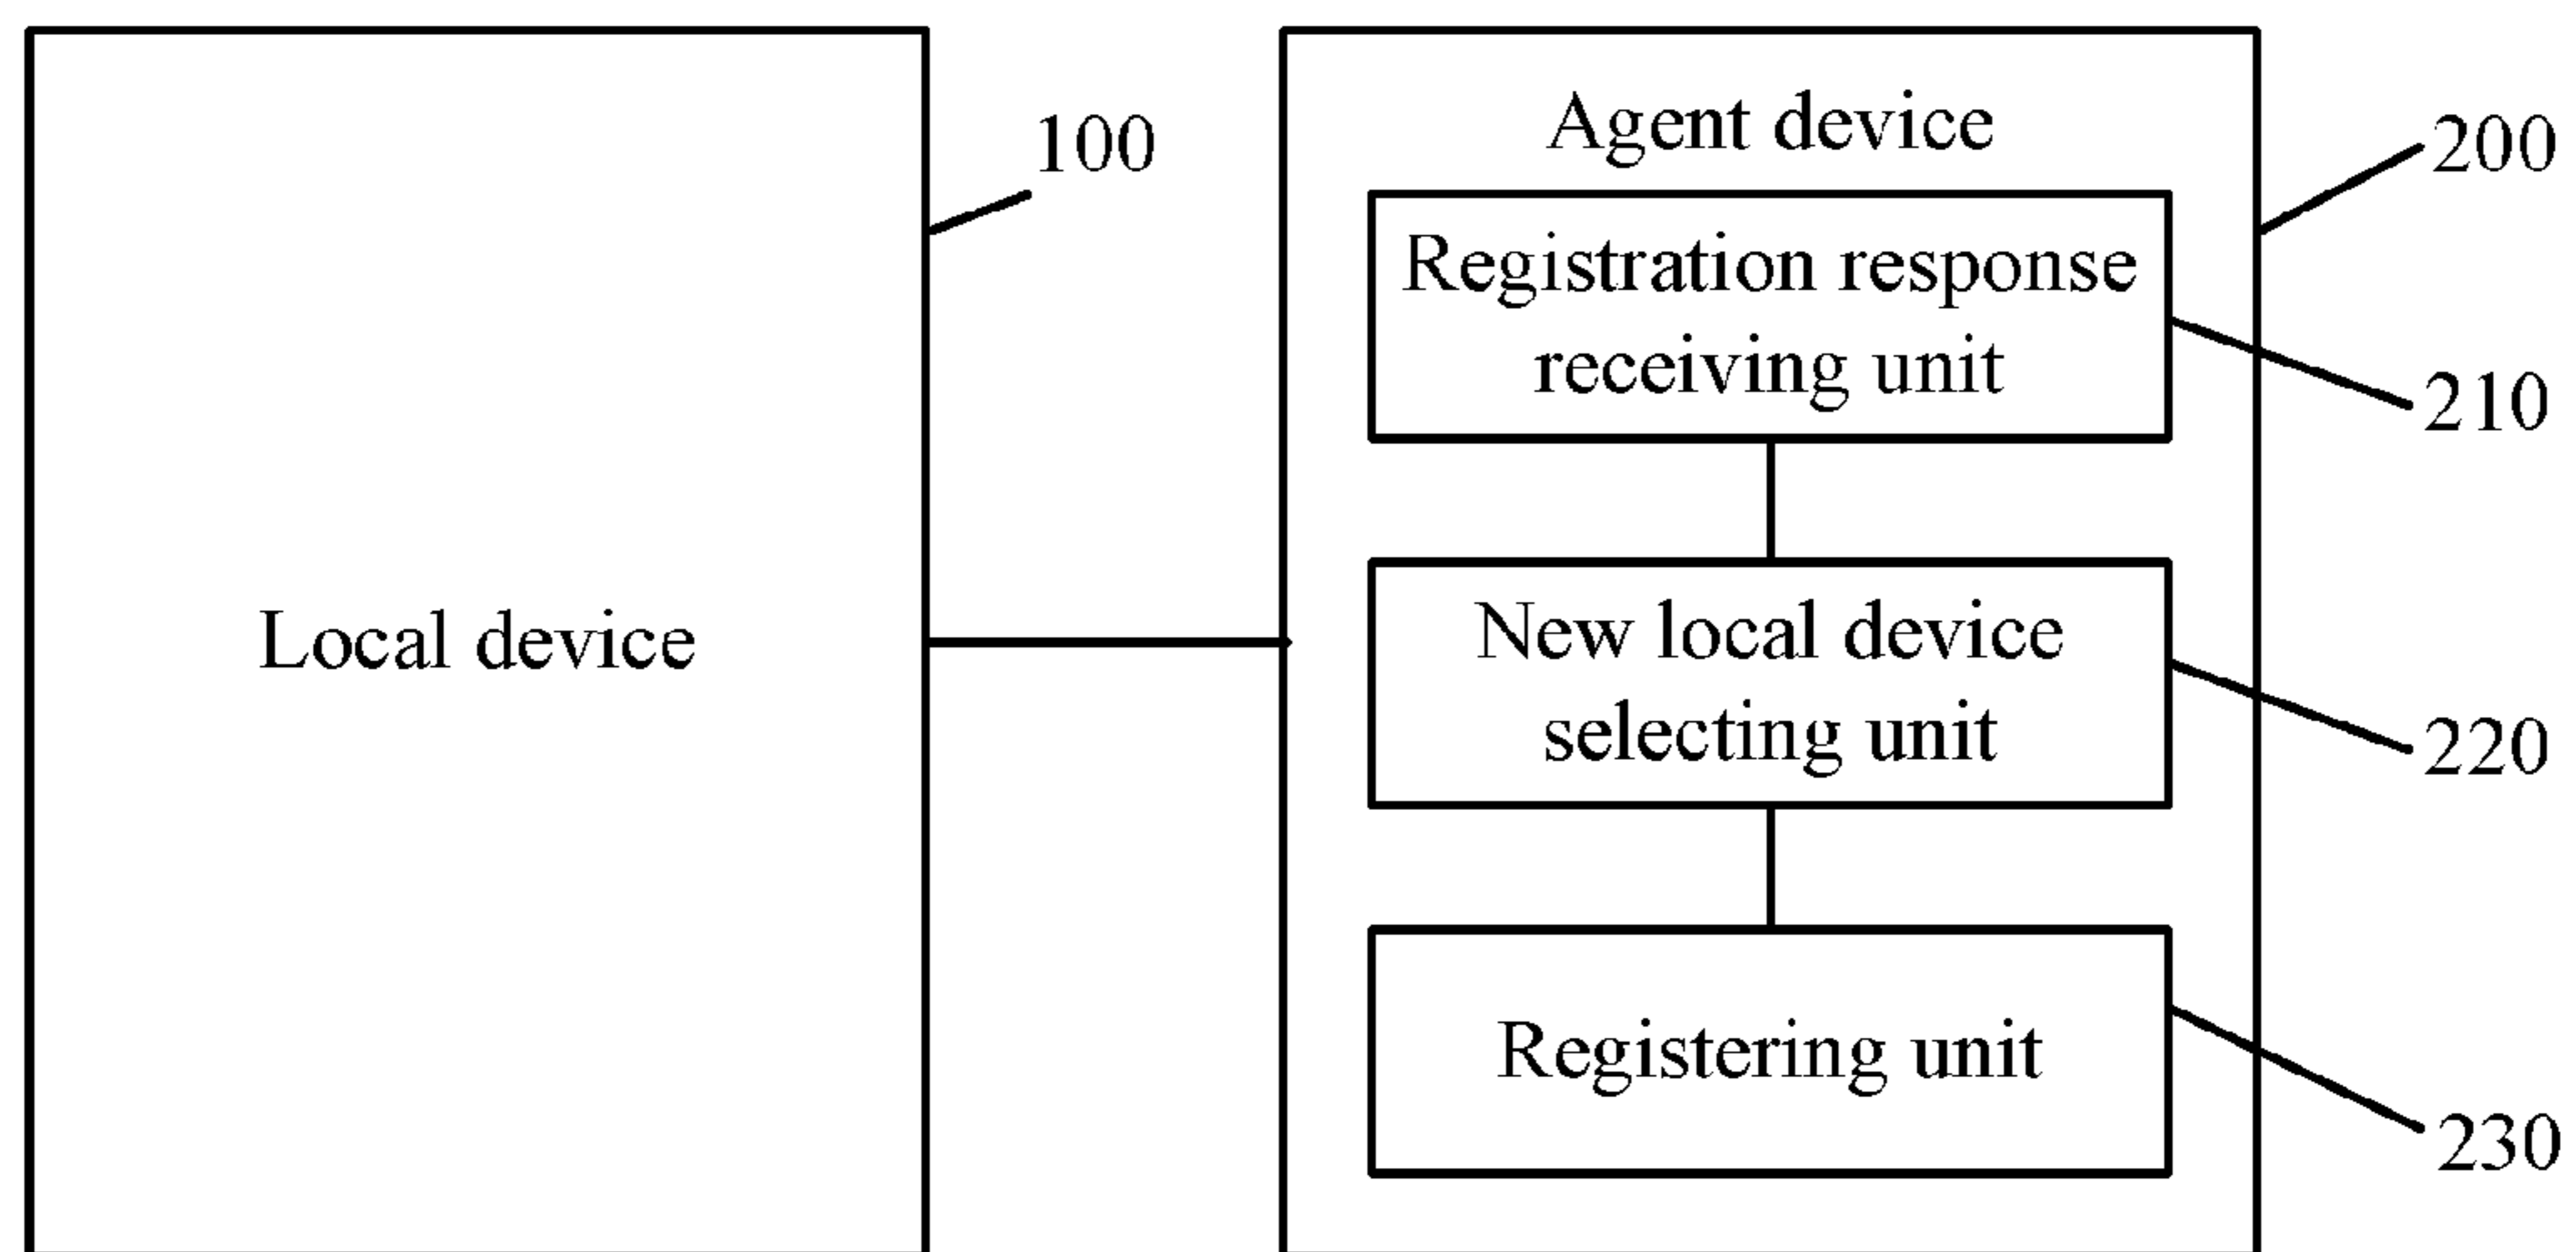 Local device
100
Agent device
200
Registration response
receiving unit
210
New local device
selecting unit
220
Registering unit
230